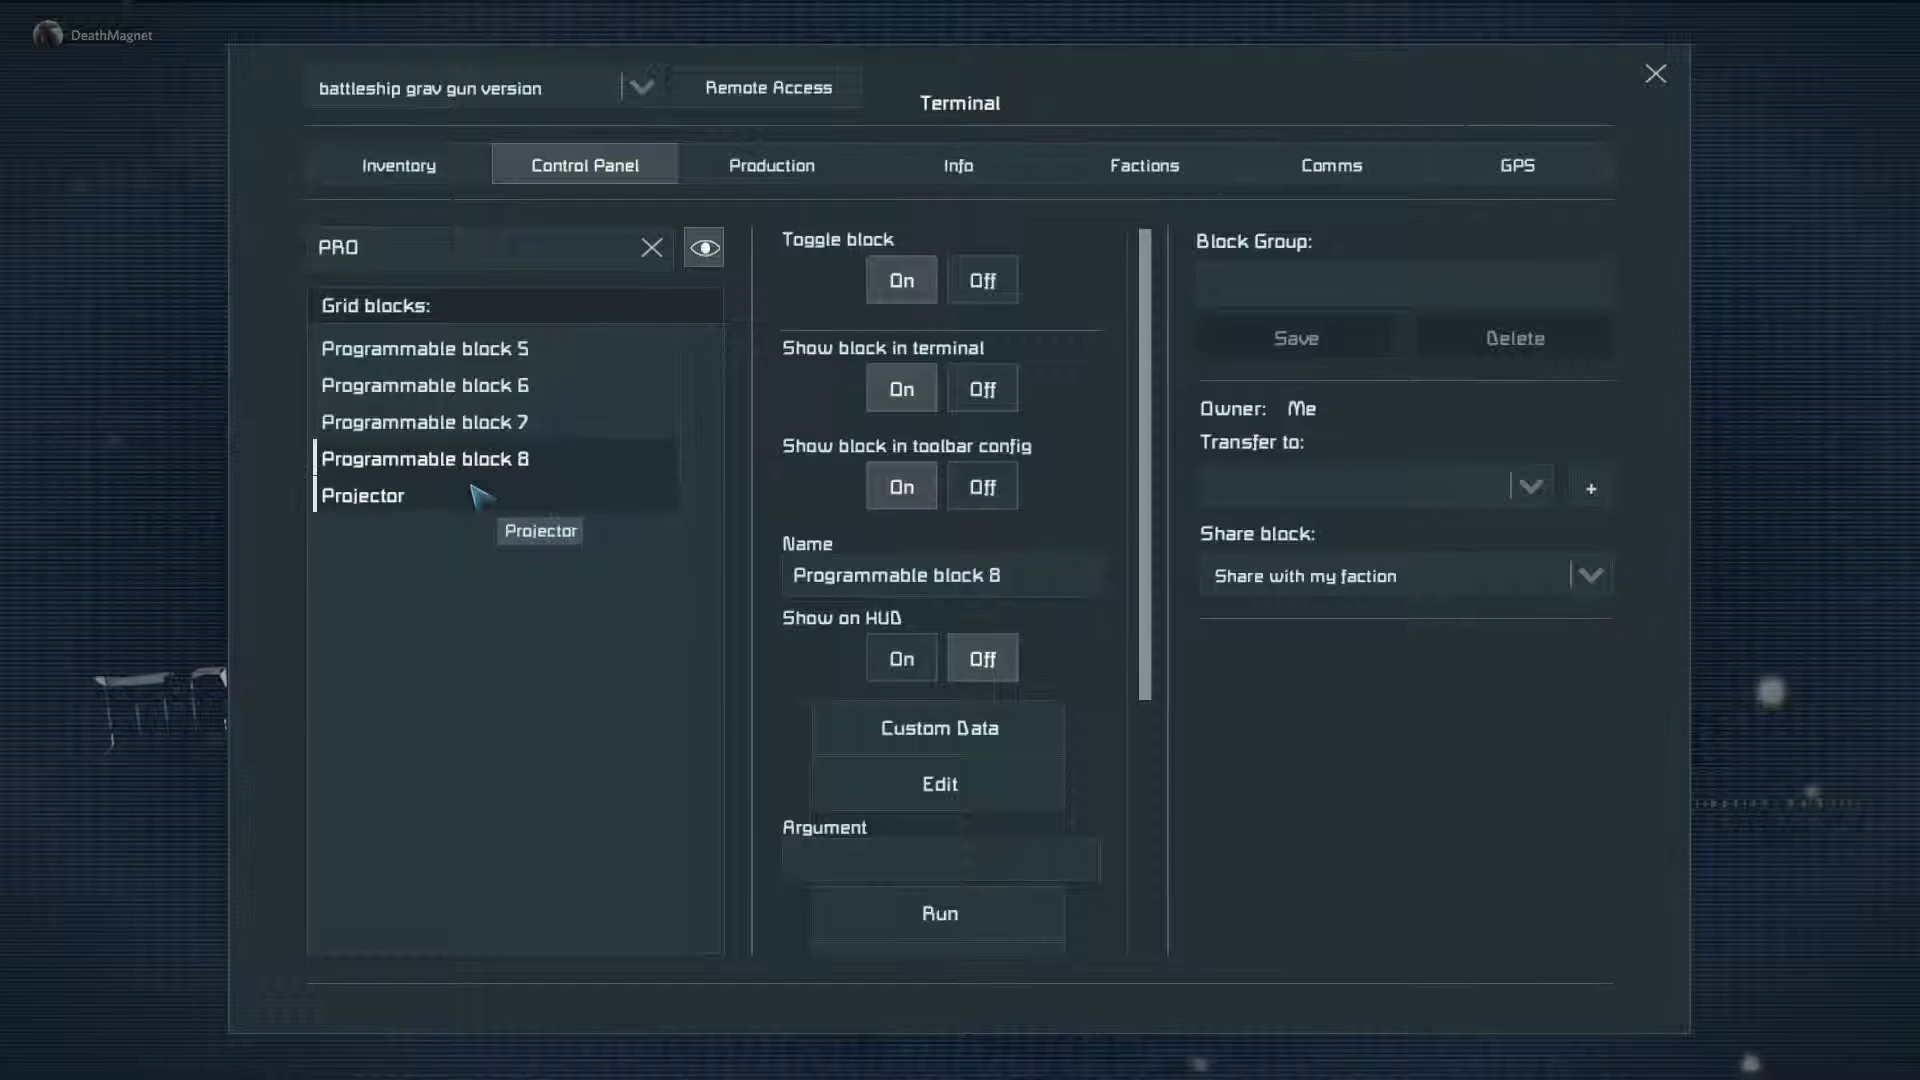 DeathMagnet
battleship grav gun version
Remote Access
Terminal
Inventory
Control Panel
Production
Info
Factions
Comms
GPS
PRO
Grid blocks:
Programmable block 5
Programmable block 6
Programmable block 7
Programmable block 8
Projector
Projector
Toggle block
On
Off
Show block in terminal
On
Off
Show block in toolbar config
On
Off
Name
Programmable block 8
Show on HUD
On
Off
Custom Data
Edit
Argument
Run
Block Group:
Save
Delete
Owner: Me
Transfer to:
+
Share block:
Share with my faction